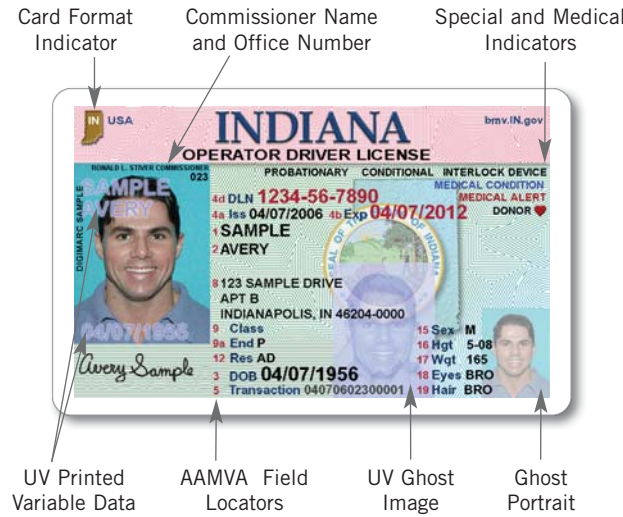 Card Format Indicator
Commissioner Name and Office Number
Special and Medical Indicators
IN USA
INDIANA
bmv.IN.gov
OPERATOR DRIVER LICENSE
RONALD L. STIVER COMMISSIONER
023
PROBATIONARY CONDITIONAL INTERLOCK DEVICE
MEDICAL CONDITION
MEDICAL ALERT
DONOR
DIGIMARC SAMPLE
SAMPLE
AVERY
04/07/1956
Avery Sample
4d DLN 1234-56-7890
4a Iss 04/07/2006 4b Exp 04/07/2012
1 SAMPLE
2 AVERY
8 123 SAMPLE DRIVE
APT B
INDIANAPOLIS, IN 46204-0000
9 Class
9a End P
12 Res AD
3 DOB 04/07/1956
5 Transaction 04070602300001
15 Sex M
16 Hgt 5-08
17 Wgt 165
18 Eyes BRO
19 Hair BRO
UV Printed Variable Data
AAMVA Field Locators
UV Ghost Image
Ghost Portrait